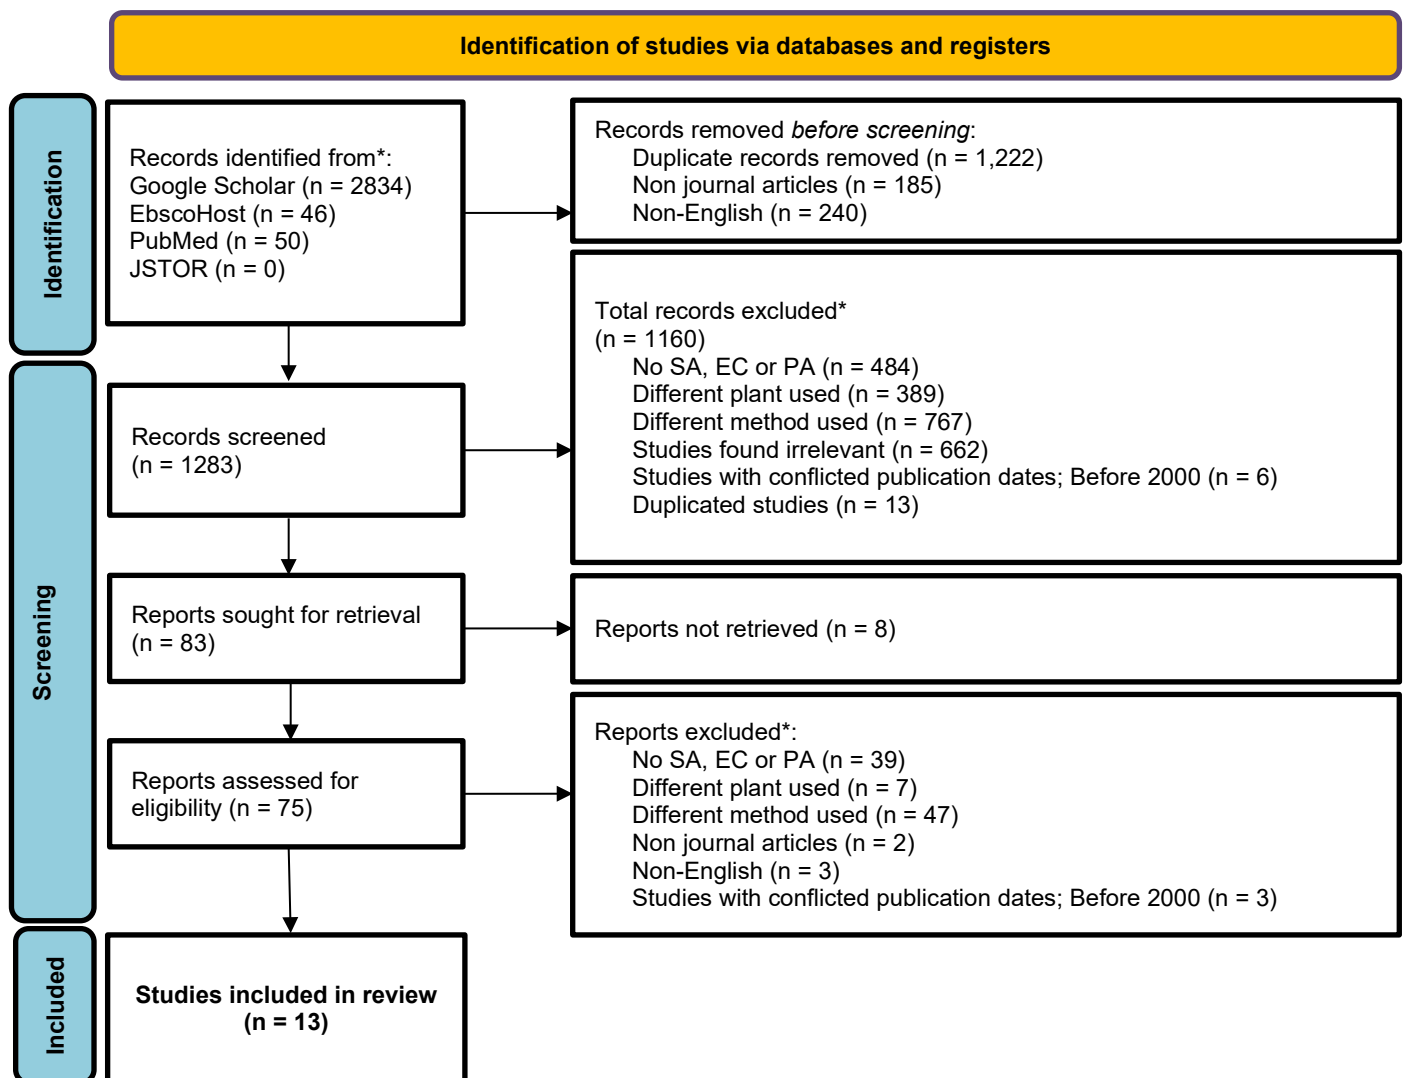 Identification of studies via databases and registers
Identification
Records identified from*:
Google Scholar (n = 2834)
EbscoHost (n = 46)
PubMed (n = 50)
JSTOR (n = 0)
Records removed before screening:
Duplicate records removed (n = 1,222)
Non journal articles (n = 185)
Non-English (n = 240)
Screening
Records screened
(n = 1283)
Total records excluded*
(n = 1160)
No SA, EC or PA (n = 484)
Different plant used (n = 389)
Different method used (n = 767)
Studies found irrelevant (n = 662)
Studies with conflicted publication dates; Before 2000 (n = 6)
Duplicated studies (n = 13)
Reports sought for retrieval
(n = 83)
Reports not retrieved (n = 8)
Reports assessed for
eligibility (n = 75)
Reports excluded*:
No SA, EC or PA (n = 39)
Different plant used (n = 7)
Different method used (n = 47)
Non journal articles (n = 2)
Non-English (n = 3)
Studies with conflicted publication dates; Before 2000 (n = 3)
Included
Studies included in review
(n = 13)